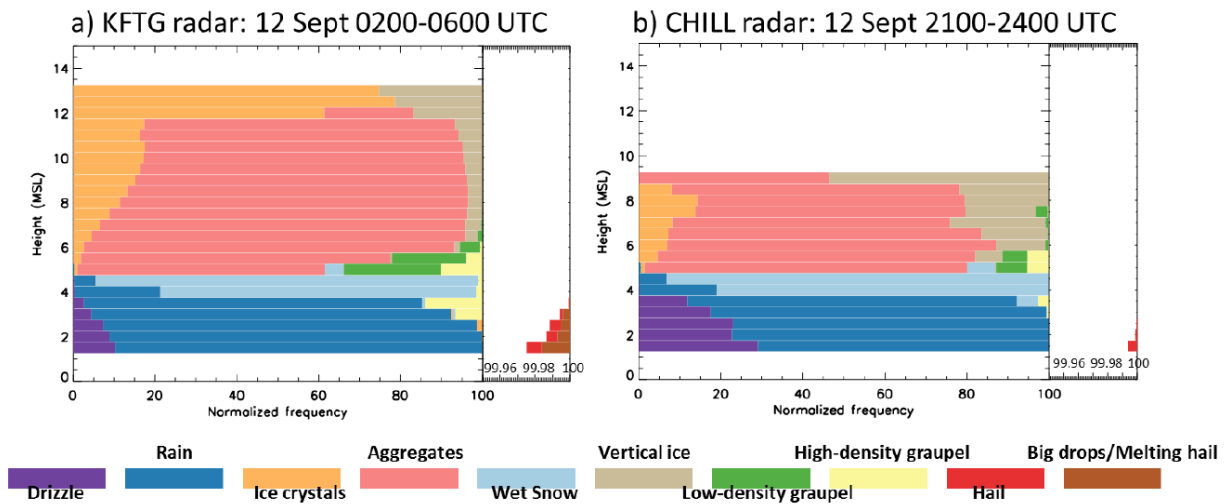 a) KFTG radar: 12 Sept 0200-0600 UTC
b) CHILL radar: 12 Sept 2100-2400 UTC
Height (MSL)
14
12
10
8
6
4
2
0
0 20 40 60 80 100
99.96 99.98 100
Normalized frequency
Height (MSL)
14
12
10
8
6
4
2
0
0 20 40 60 80 100
99.96 99.98 100
Normalized frequency
Rain Aggregates Vertical ice High-density graupel Big drops/Melting hail
Drizzle Ice crystals Wet Snow Low-density graupel Hail